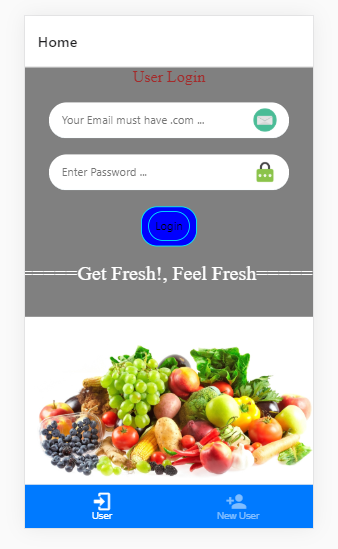 Home
User Login
Your Email must have .com ...
Enter Password ...
Login
=====Get Fresh!, Feel Fresh=====
User
New User